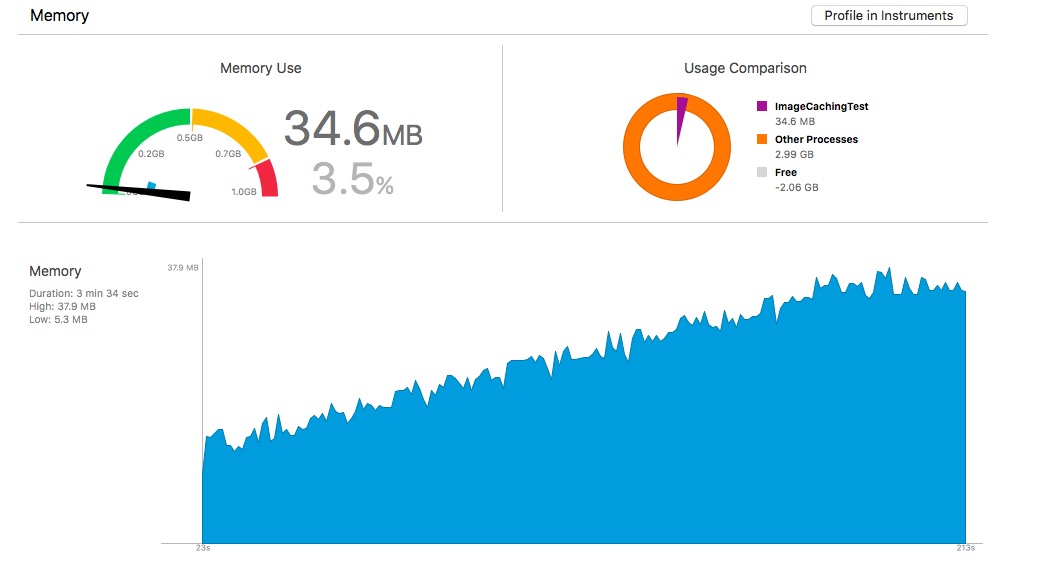 Memory
Profile in Instruments
Memory Use
Usage Comparison
0.5GB
0.2GB
0.7GB
1.0GB
34.6MB
3.5%
ImageCachingTest
34.6 MB
Other Processes
2.99 GB
Free
-2.06 GB
Memory
Duration: 3 min 34 sec
High: 37.9 MB
Low: 5.3 MB
37.9 MB
23s
213s